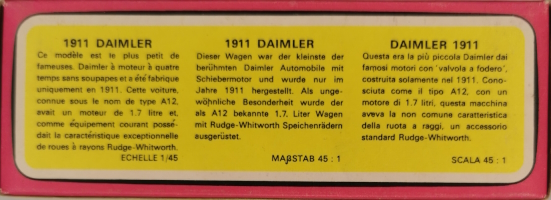 1911 DAIMLER
Ce modèle est le plus petit de
fameuses. Daimler à moteur à quatre
temps sans soupapes et a été fabrique
uniquement en 1911. Cette voiture,
connue sous le nom de type A12,
avait un moteur de 1.7 litre et,
comme équipement courant possé-
dait la caractéristique exceptionnelle
de roues à rayons Rudge-Whitworth.
ECHELLE 1/45
1911 DAIMLER
Dieser Wagen war der kleinste der
berühmten Daimler Automobile mit
Schiebermotor und wurde nur im
Jahre 1911 hergestellt. Als unge-
wöhnliche Besonderheit wurde der
als A12 bekannte 1.7. Liter Wagen
mit Rudge-Whitworth Speichenrädern
ausgerüstet.
MAßSTAB 45 : 1
DAIMLER 1911
Questa era la più piccola Daimler dai
famosi motori con 'valvola a fodero',
costruita solamente nel 1911. Cono-
sciuta come il tipo A12, con un
motore di 1.7 litri, questa macchina
aveva la non comune caratteristica
della ruota a raggi, un accessorio
standard Rudge-Whitworth.
SCALA 45 : 1